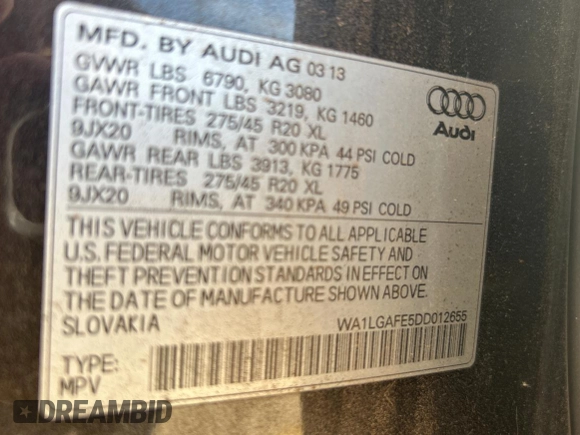 MFD. BY AUDI AG 03 13
GVWR LBS 6790, KG 3080
GAWR FRONT LBS 3219, KG 1460
FRONT-TIRES 275/45 R20 XL
9JX20 RIMS, AT 300 KPA 44 PSI COLD
GAWR REAR LBS 3913, KG 1775
REAR-TIRES 275/45 R20 XL
9JX20 RIMS, AT 340 KPA 49 PSI COLD
Audi
THIS VEHICLE CONFORMS TO ALL APPLICABLE
U.S. FEDERAL MOTOR VEHICLE SAFETY AND
THEFT PREVENTION STANDARDS IN EFFECT ON
THE DATE OF MANUFACTURE SHOWN ABOVE.
SLOVAKIA WA1LGAFE5DD012655
TYPE:
MPV
DREAMBID